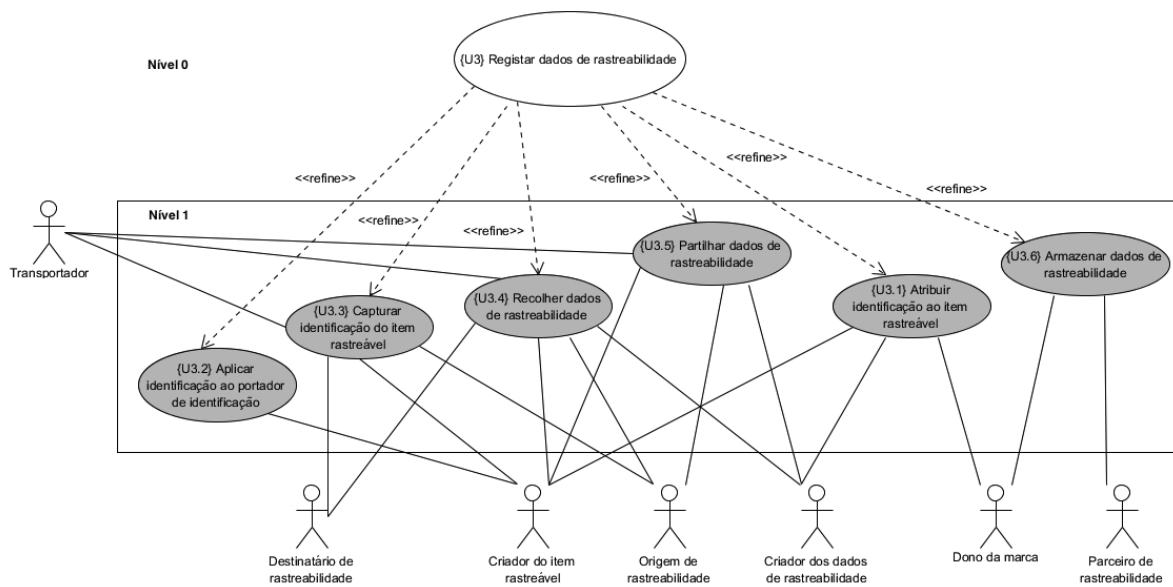 {U3} Registar dados de rastreabilidade
Nível 0
<<refine>>
<<refine>>
<<refine>>
<<refine>>
<<refine>>
<<refine>>
Nível 1
Transportador
{U3.5} Partilhar dados de
rastreabilidade
{U3.6} Armazenar dados de
rastreabilidade
{U3.4} Recolher dados
de rastreabilidade
{U3.1} Atribuir
identificação ao item
rastreável
{U3.3} Capturar
identificação do item
rastreável
{U3.2} Aplicar
identificação ao portador
de identificação
Destinatário de
rastreabilidade
Criador do item
rastreável
Origem de
rastreabilidade
Criador dos dados
de rastreabilidade
Dono da marca
Parceiro de
rastreabilidade